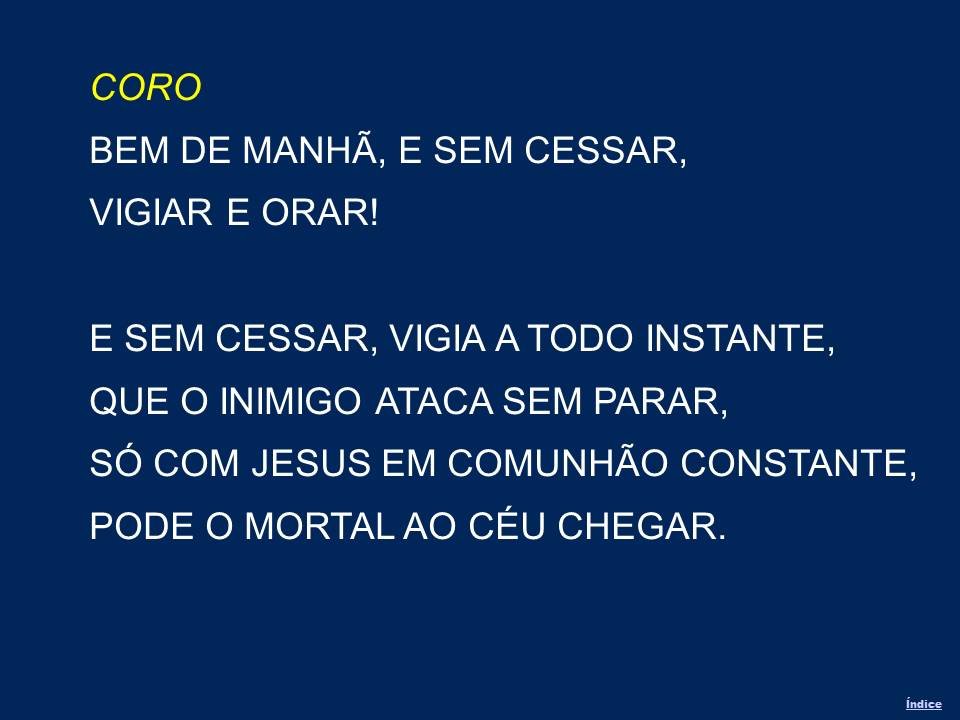 CORO
BEM DE MANHÃ, E SEM CESSAR,
VIGIAR E ORAR!
E SEM CESSAR, VIGIA A TODO INSTANTE,
QUE O INIMIGO ATACA SEM PARAR,
SÓ COM JESUS EM COMUNHÃO CONSTANTE,
PODE O MORTAL AO CÉU CHEGAR.
Índice